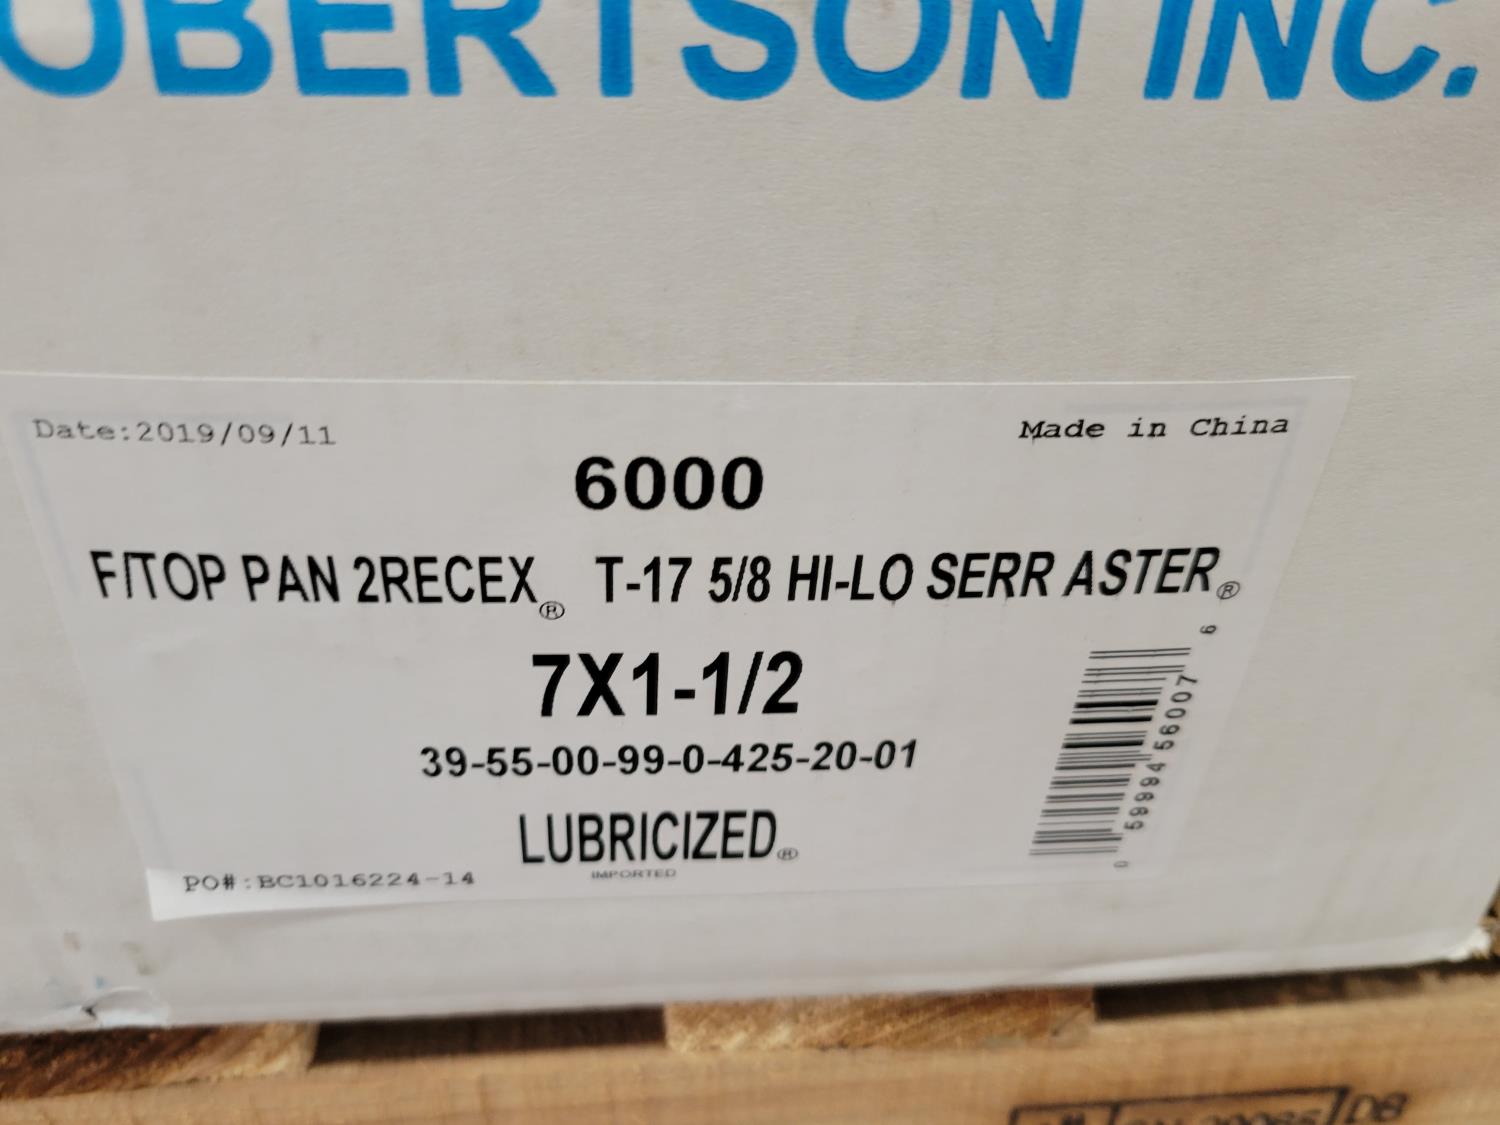 OBERTSON INC.
Date:2019/09/11
Made in China
6000
F/TOP PAN 2RECEX® T-17 5/8 HI-LO SERR ASTER®
7X1-1/2
39-55-00-99-0-425-20-01
LUBRICIZED®
IMPORTED
PO#:BC1016224-14
0 59994 56007 6
DB